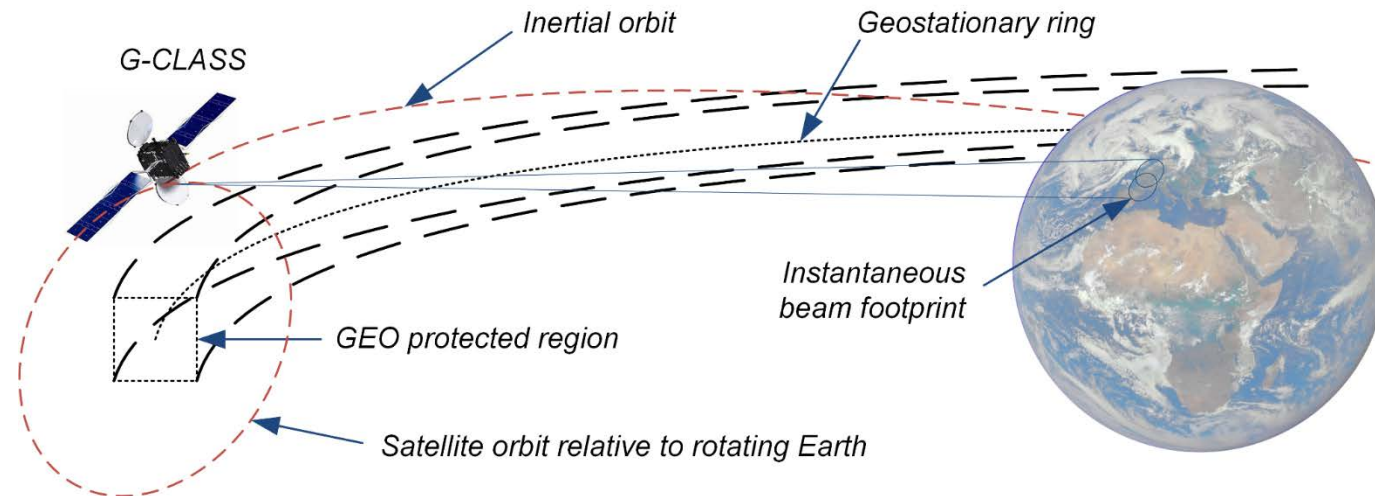 Inertial orbit
Geostationary ring
G-CLASS
Instantaneous
beam footprint
GEO protected region
Satellite orbit relative to rotating Earth